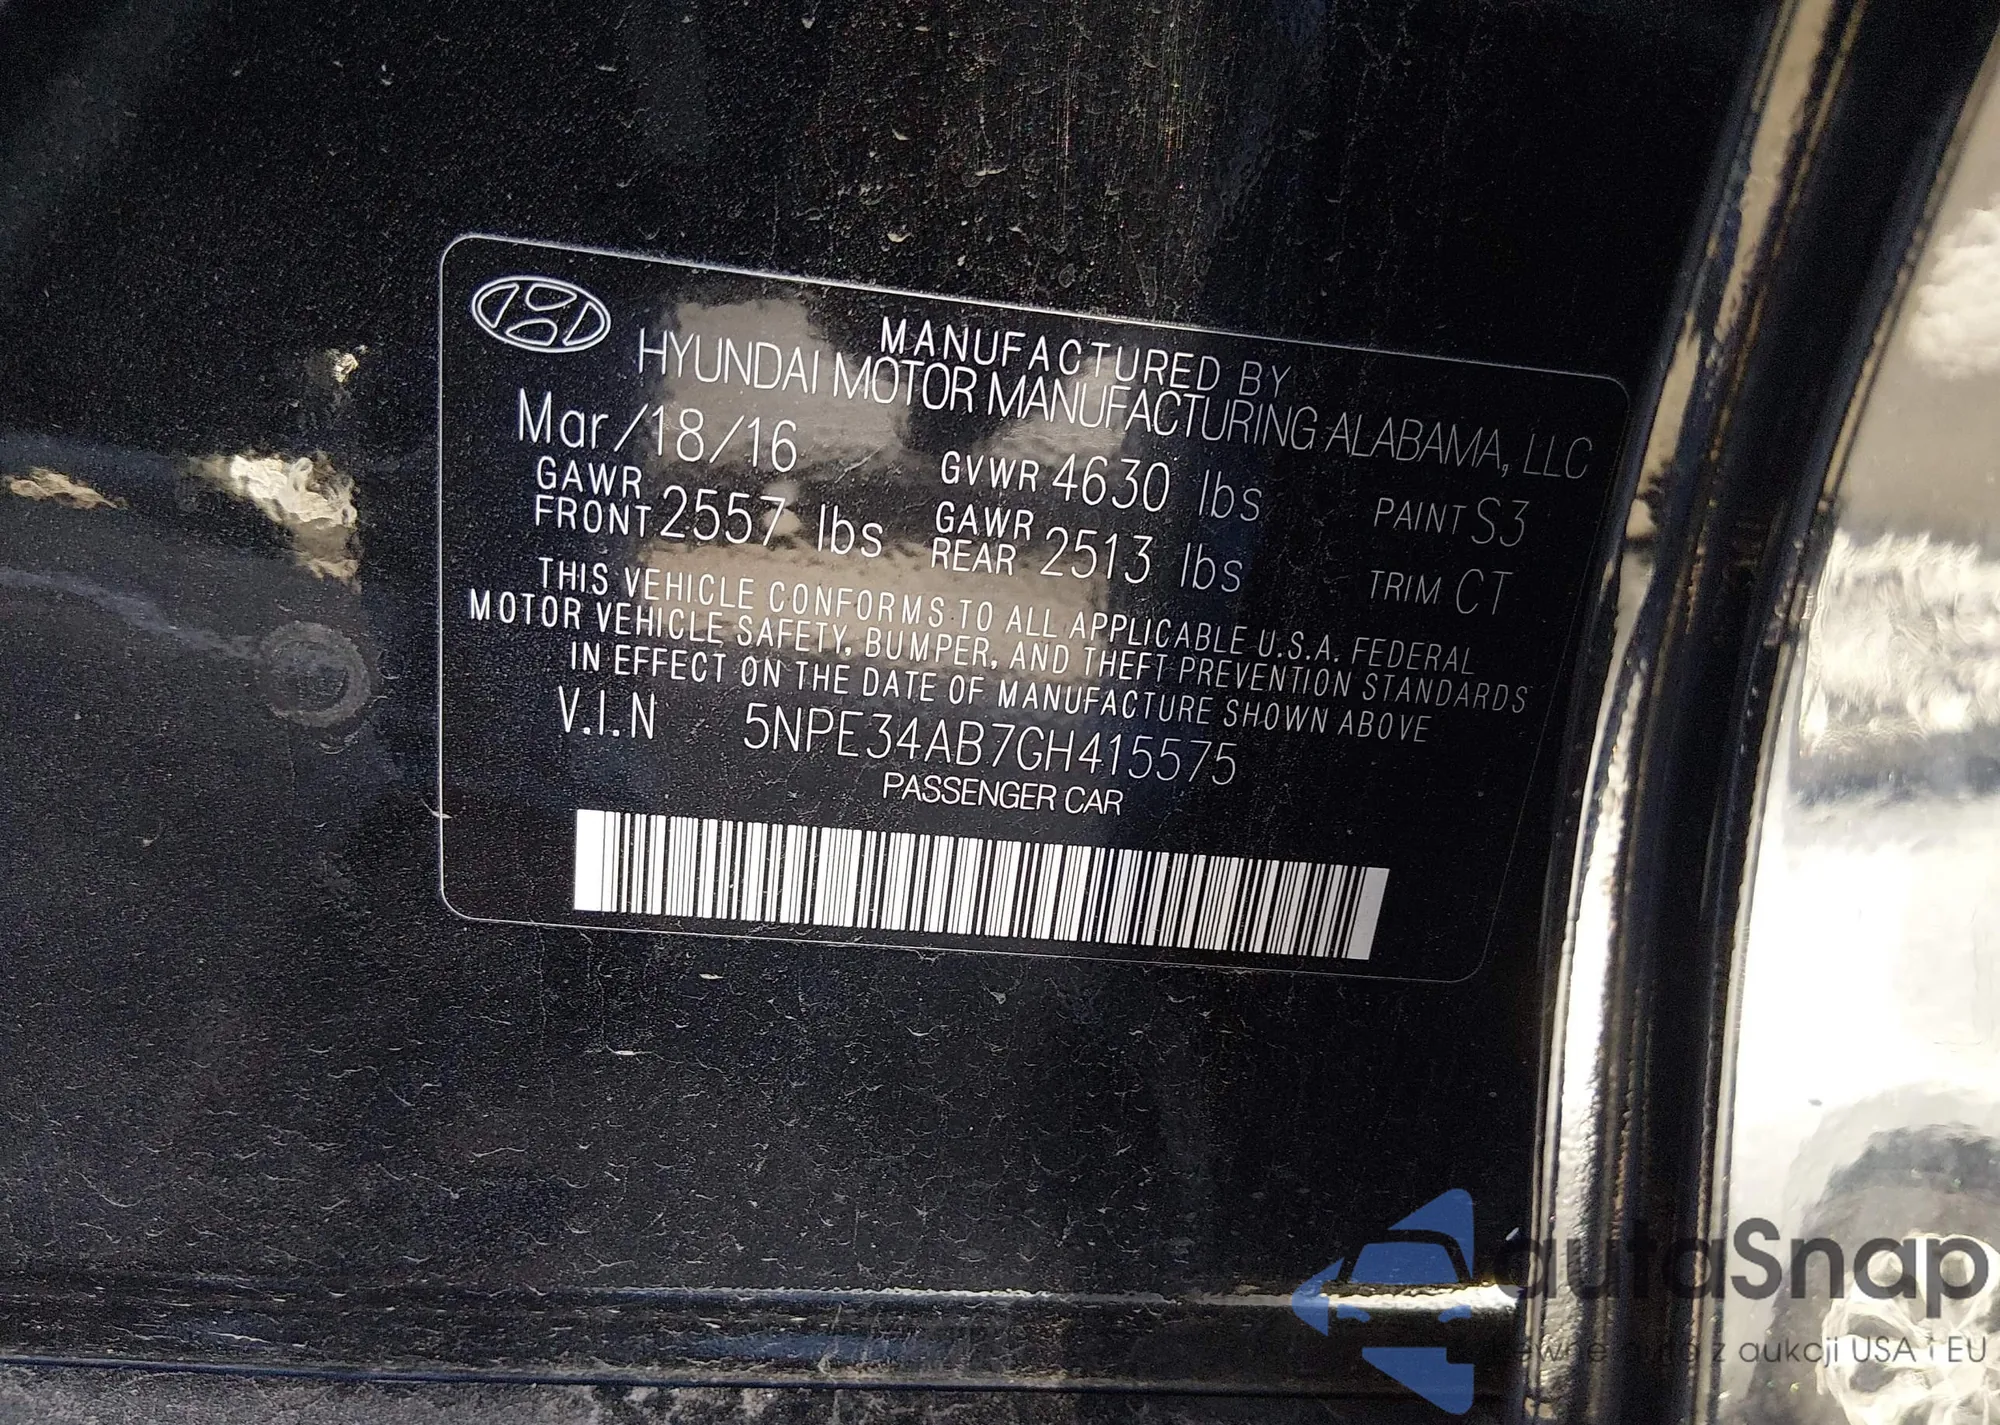 MANUFACTURED BY
HYUNDAI MOTOR MANUFACTURING ALABAMA, LLC
Mar/18/16 GVWR 4630 lbs PAINT S3
GAWR FRONT 2557 lbs GAWR REAR 2513 lbs TRIM CT
THIS VEHICLE CONFORMS TO ALL APPLICABLE U.S.A. FEDERAL
MOTOR VEHICLE SAFETY, BUMPER, AND THEFT PREVENTION STANDARDS
IN EFFECT ON THE DATE OF MANUFACTURE SHOWN ABOVE
V.I.N 5NPE34AB7GH415575
PASSENGER CAR
autaSnap
z aukcji USA i EU